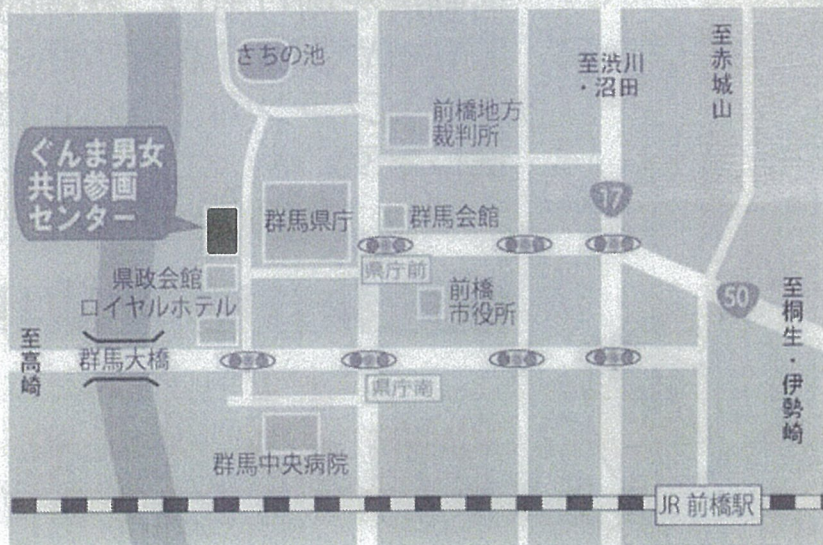 さちの池
至渋川
・沼田
至赤城山
前橋地方
裁判所
ぐんま男女
共同参画
センター
17
群馬県庁
群馬会館
県庁前
県政会館
前橋
市役所
50
ロイヤルホテル
至高崎
群馬大橋
至桐生・伊勢崎
県庁南
群馬中央病院
JR 前橋駅